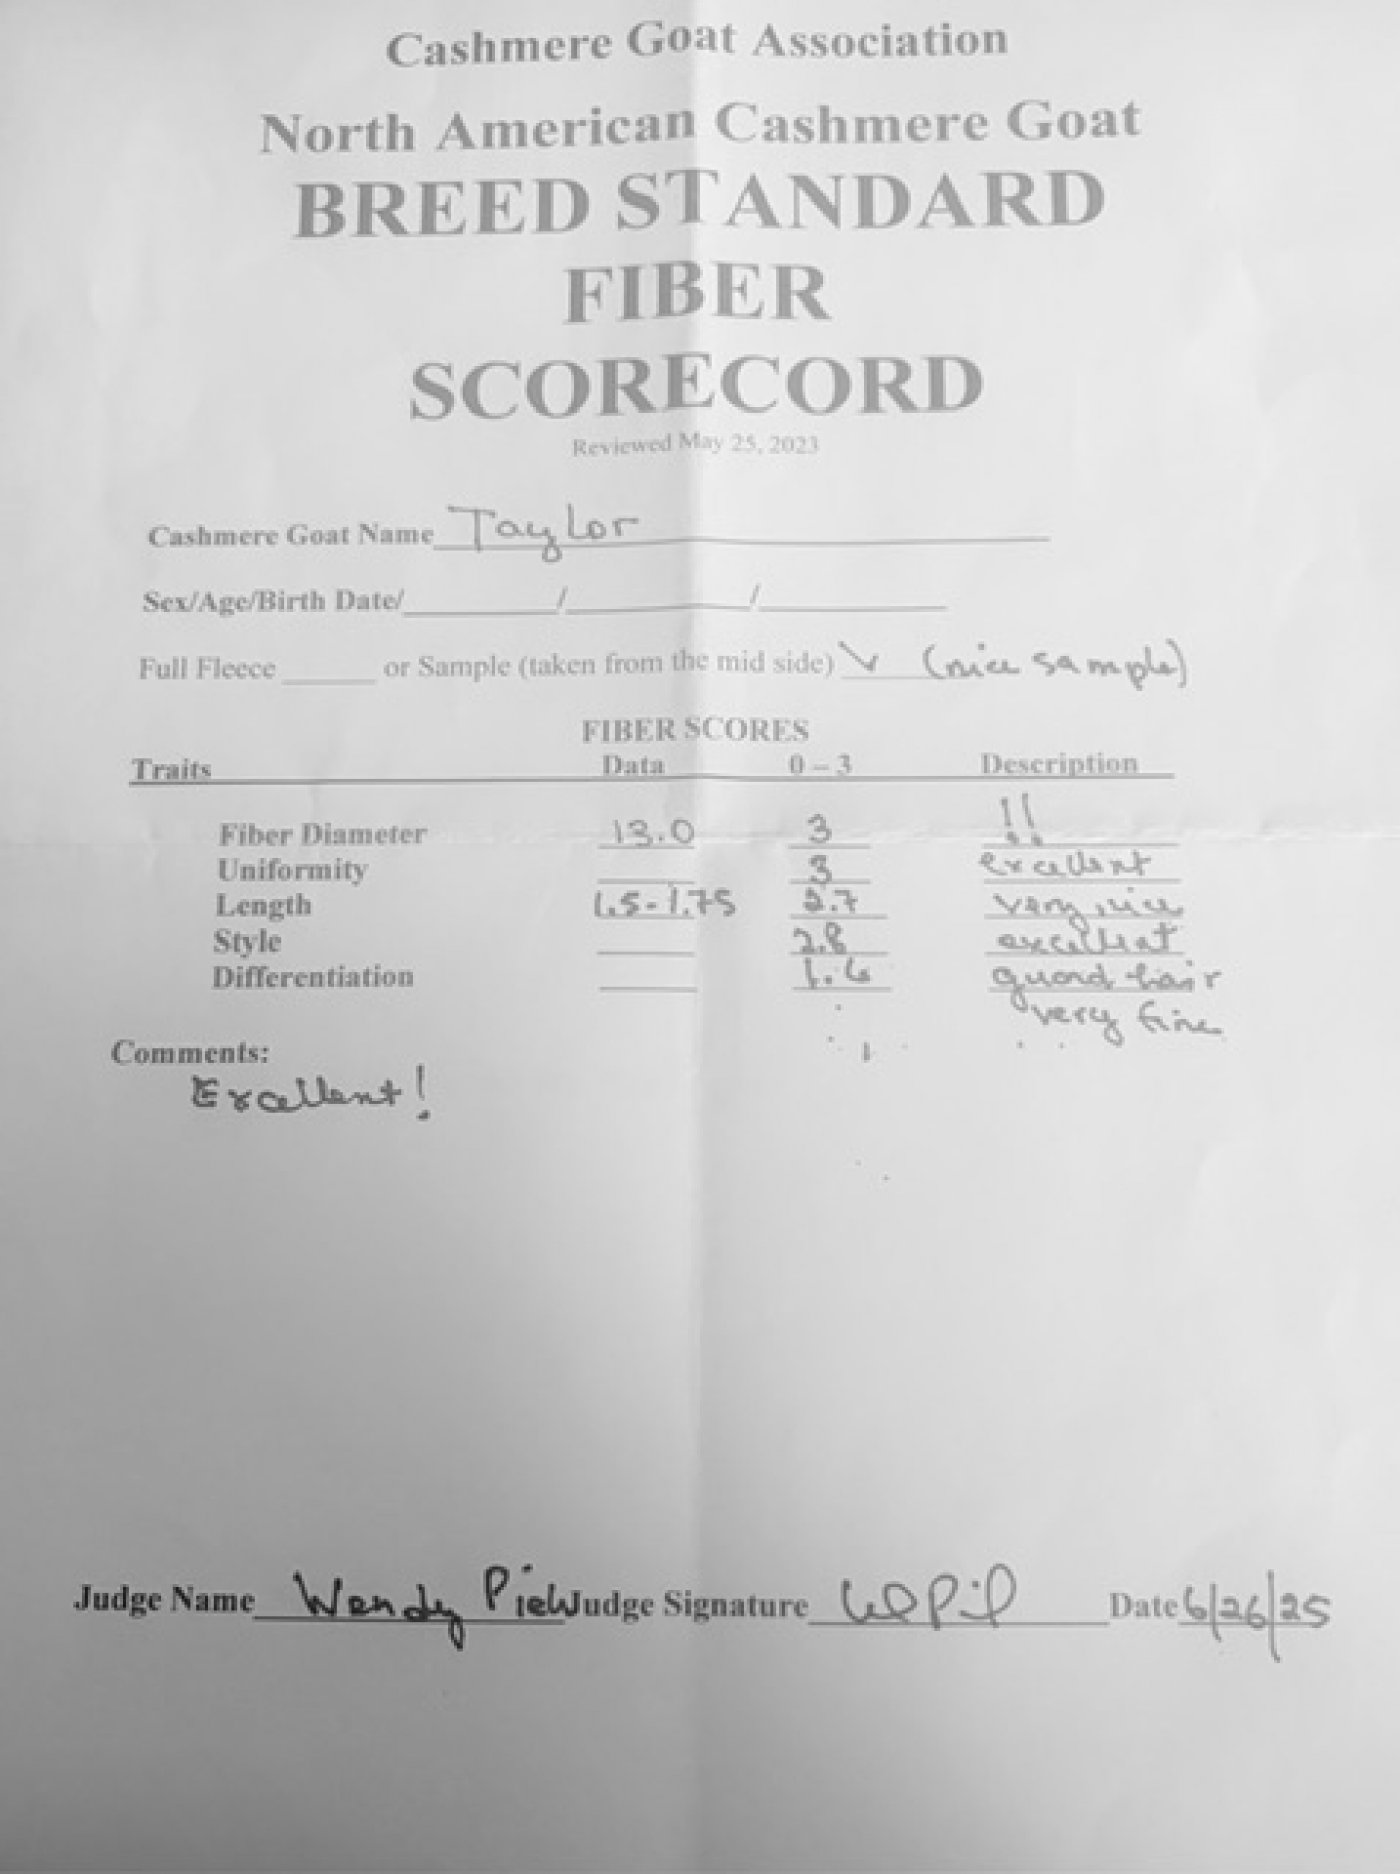 Cashmere Goat Association
North American Cashmere Goat
BREED STANDARD
FIBER
SCORECORD
Reviewed May 25, 2023
Cashmere Goat Name Taylor
Sex/Age/Birth Date/ / /
Full Fleece or Sample (taken from the mid side) ✓ (nice sample)
FIBER SCORES
Traits Data 0 – 3 Description
Fiber Diameter 13.0 3 !!
Uniformity 3 excellent
Length 1.5-1.75 2.7 very nice
Style 2.8 excellent
Differentiation 1.6 guard hair
very fine
Comments:
Excellent!
Judge Name Wendy Pieh Judge Signature Date 6/26/25